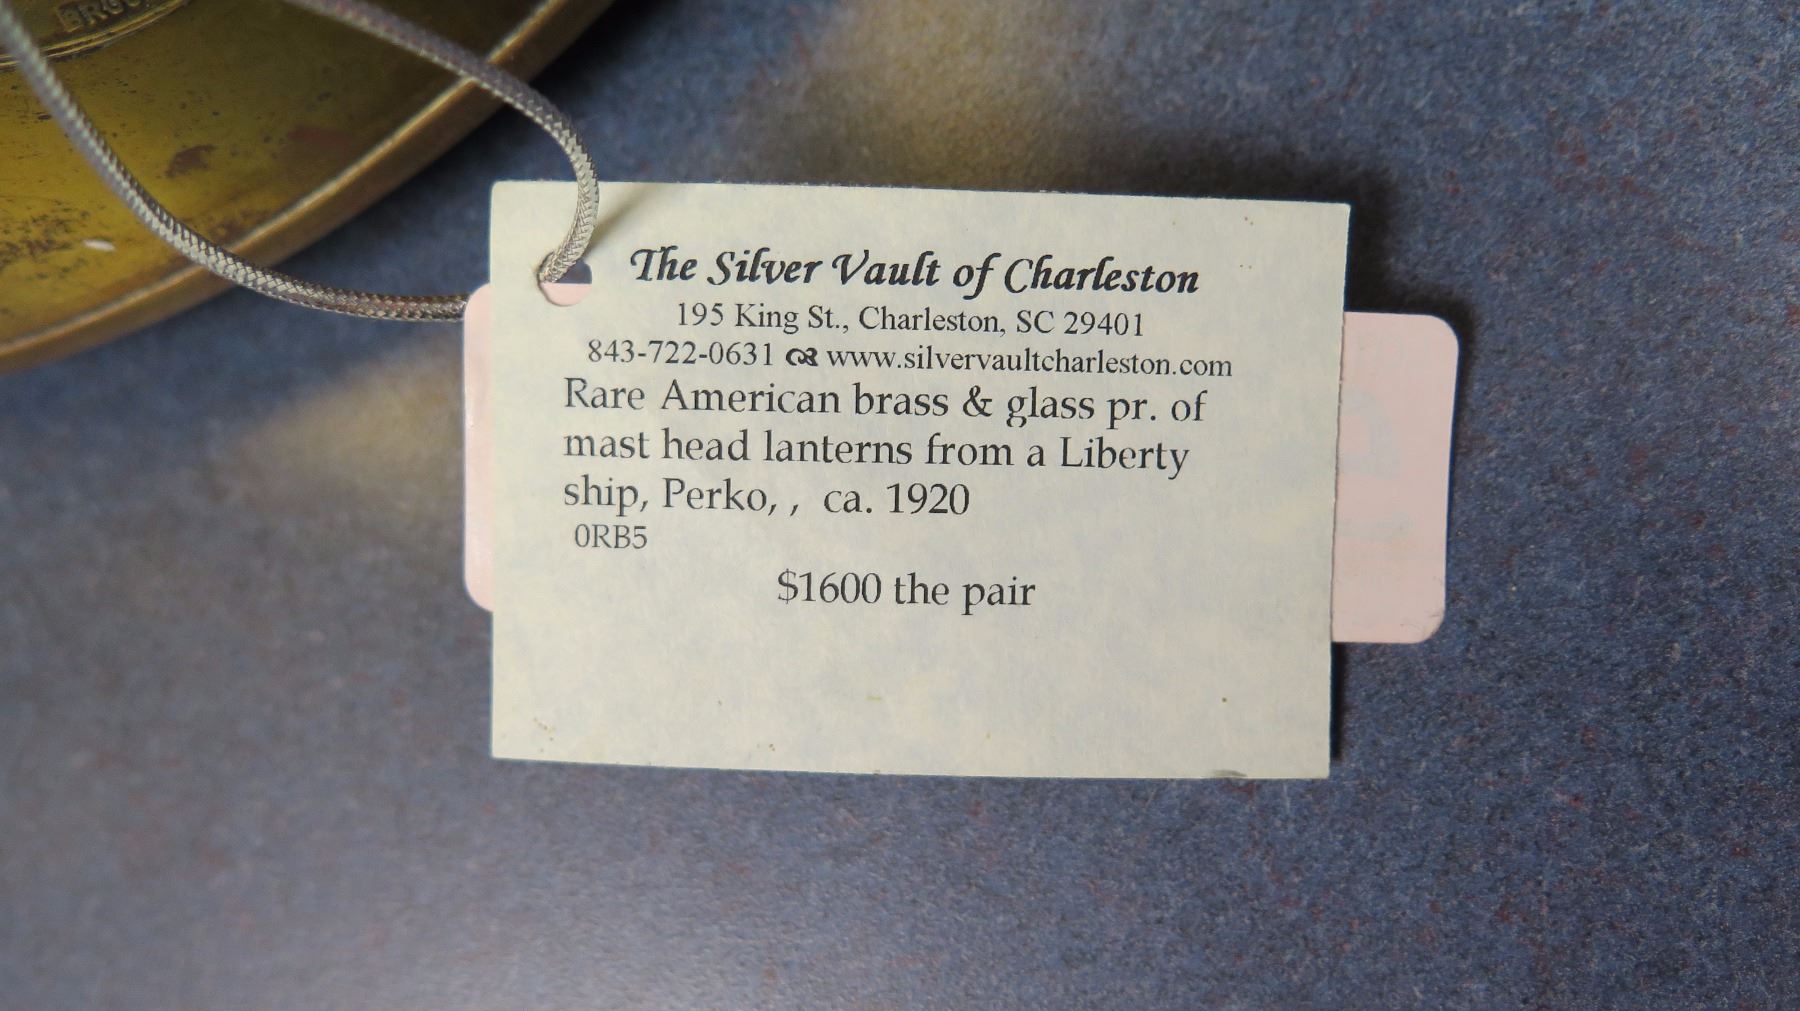 The Silver Vault of Charleston
195 King St., Charleston, SC 29401
843-722-0631 www.silvervaultcharleston.com
Rare American brass & glass pr. of
mast head lanterns from a Liberty
ship, Perko, , ca. 1920
0RB5
$1600 the pair